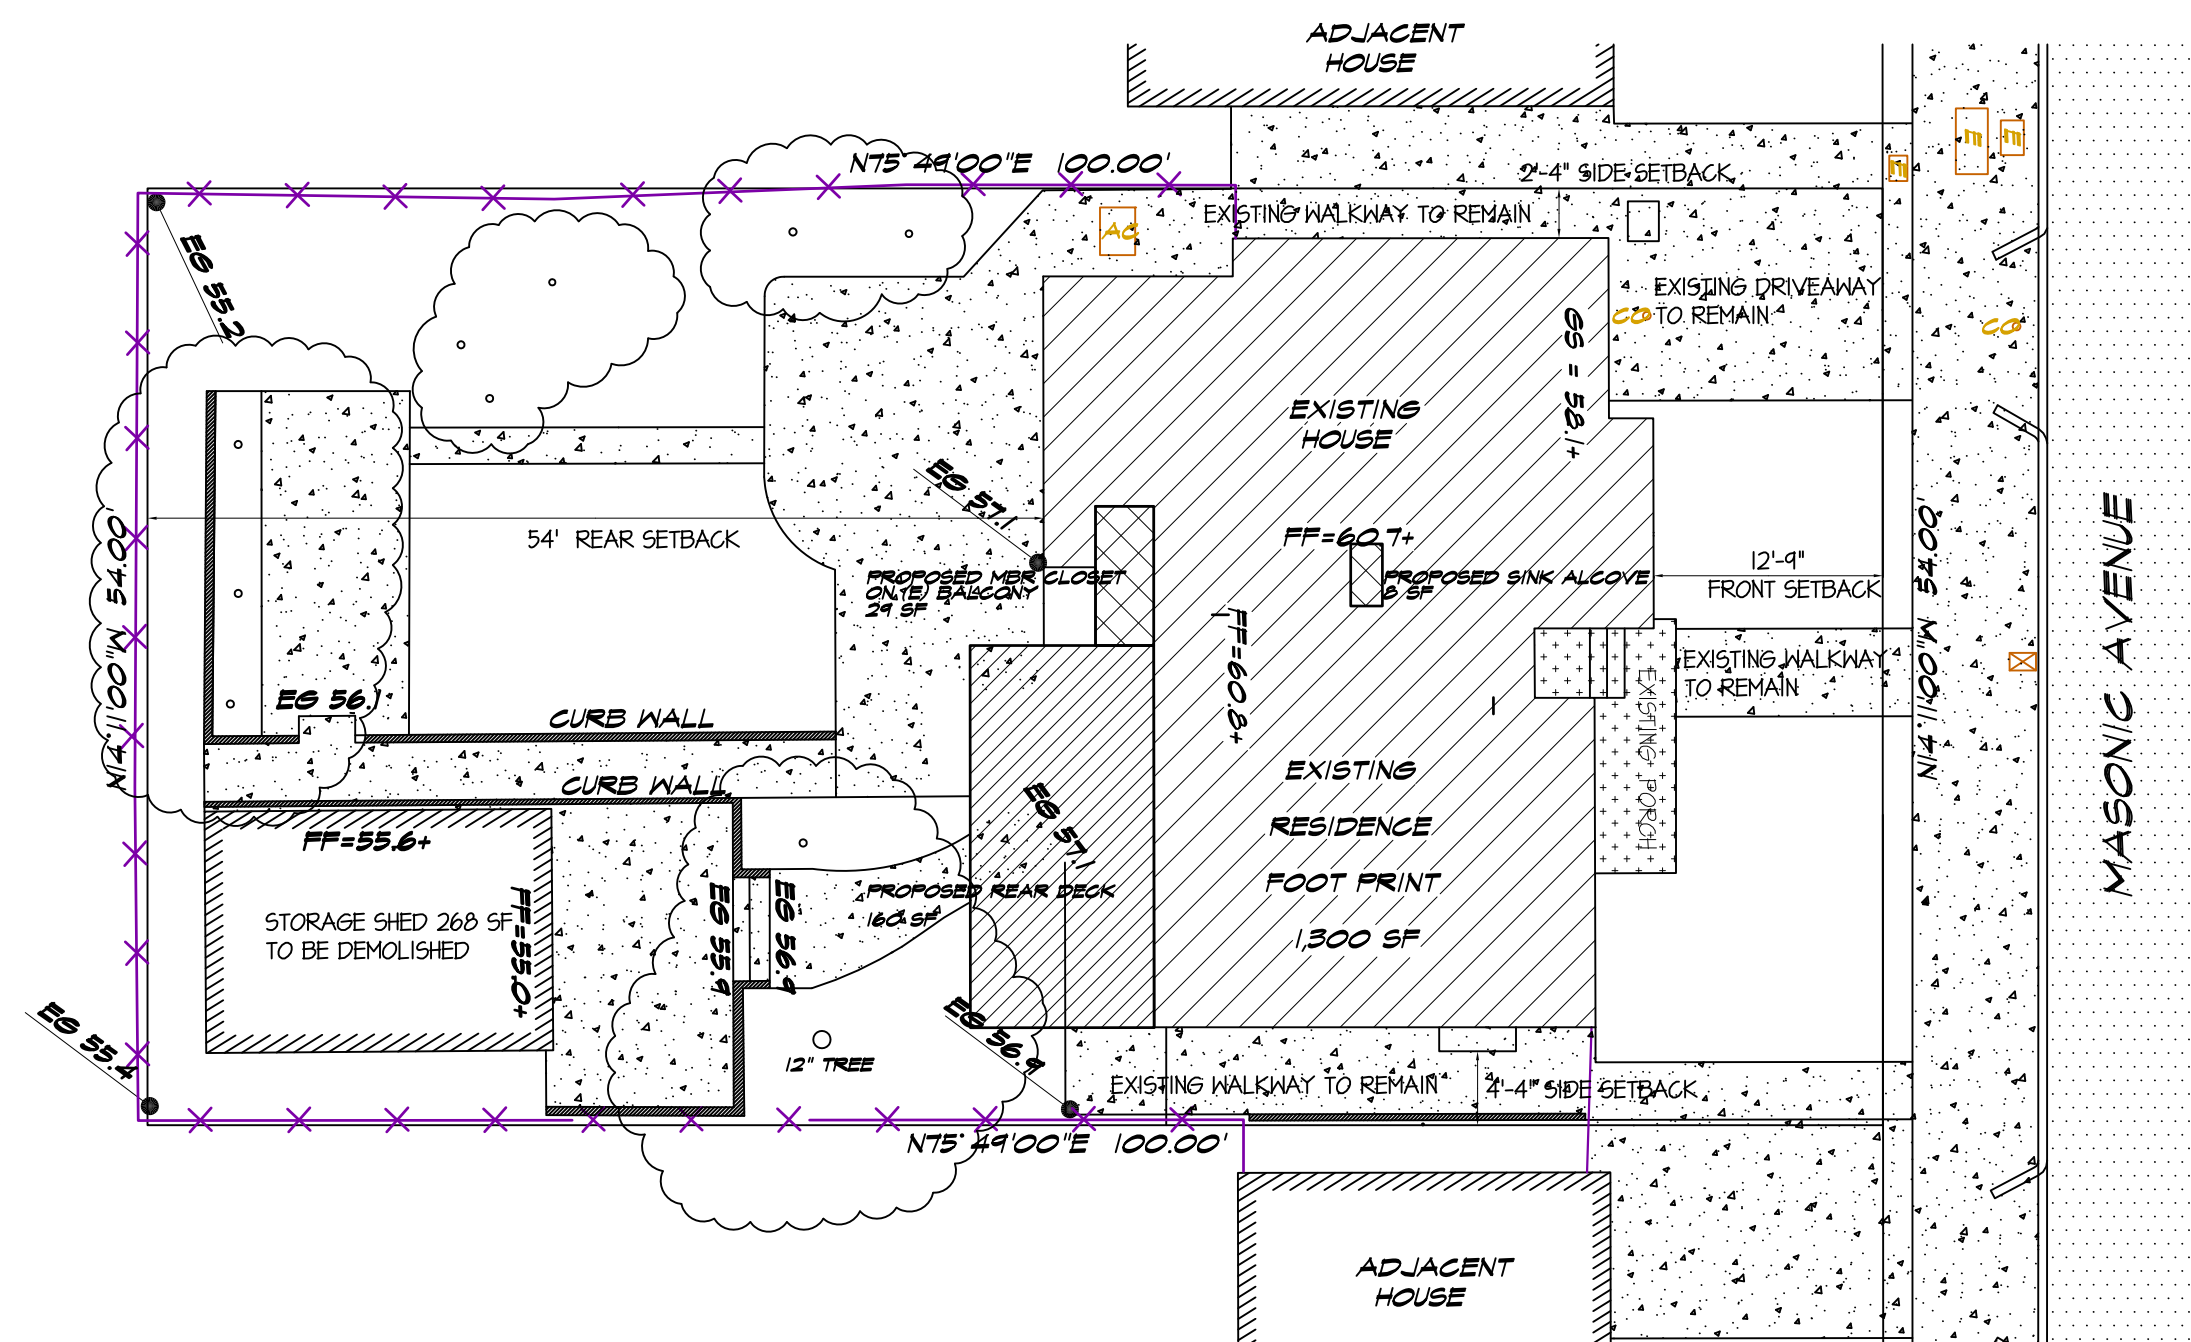 ADJACENT
HOUSE
N75°49'00"E 100.00'
2'-4" SIDE SETBACK
E
E
E
EXISTING WALKWAY TO REMAIN
AC
EG 55.2
EXISTING DRIVEAWAY
TO REMAIN
CO
CO
GS = 58.1+
EXISTING
HOUSE
EG 57.1
FF=60.7+
54' REAR SETBACK
PROPOSED MBR CLOSET
ON (E) BALCONY
29 SF
PROPOSED SINK ALCOVE
8 SF
12'-9"
FRONT SETBACK
N14°11'00"W 54.00'
N14°11'00"W 54.00'
MASONIC AVENUE
FF=60.8+
EXISTING WALKWAY
TO REMAIN
EXISTING PORCH
EG 56.1
CURB WALL
CURB WALL
EXISTING
RESIDENCE
FOOT PRINT
1,300 SF
EG 57.1
FF=55.6+
STORAGE SHED 268 SF
TO BE DEMOLISHED
FF=55.0+
EG 55.9
EG 56.9
PROPOSED REAR DECK
160 SF
EG 55.4
EG 56.9
12" TREE
EXISTING WALKWAY TO REMAIN
4'-4" SIDE SETBACK
N75°49'00"E 100.00'
ADJACENT
HOUSE